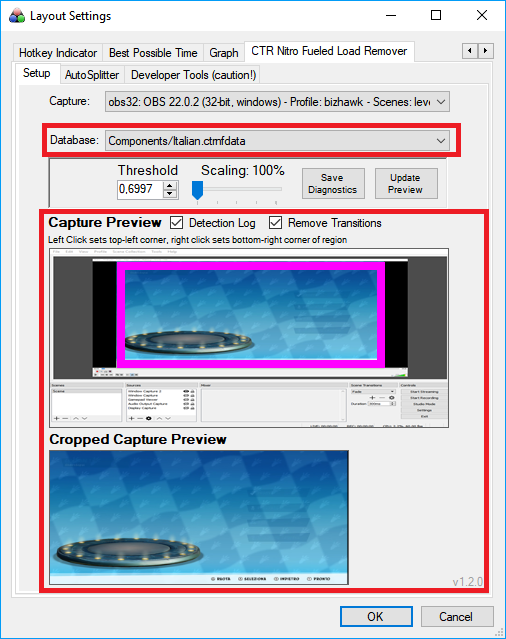 Layout Settings
Hotkey Indicator
Best Possible Time
Graph
CTR Nitro Fueled Load Remover
Setup
AutoSplitter
Developer Tools (caution!)
Capture:
obs32: OBS 22.0.2 (32-bit, windows) - Profile: bizhawk - Scenes: leve
Database:
Components/Italian.ctrnfdata
Threshold
Scaling: 100%
0,6997
Save
Diagnostics
Update
Preview
Capture Preview
Detection Log
Remove Transitions
Left Click sets top-left corner, right click sets bottom-right corner of region
Scenes
Sources
Mixer
Scene Transitions
Controls
Scene
Window Capture 2
Window Capture
Gamepad Viewer
Audio Output Capture
Display Capture
Fade
Duration
Start Streaming
Start Recording
Studio Mode
Settings
Exit
Cropped Capture Preview
RUOTA
SELEZIONA
INDIETRO
PRONTO
v1.2.0
OK
Cancel